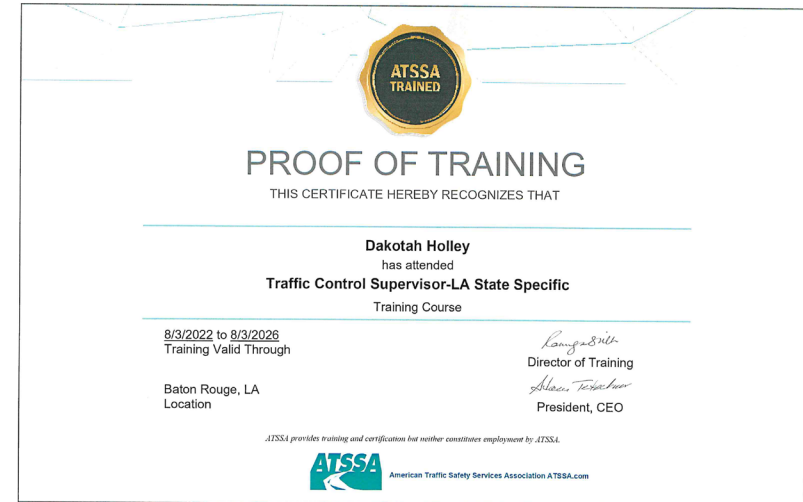 ATSSA
TRAINED
PROOF OF TRAINING
THIS CERTIFICATE HEREBY RECOGNIZES THAT
Dakotah Holley
has attended
Traffic Control Supervisor-LA State Specific
Training Course
8/3/2022 to 8/3/2026
Training Valid Through
Director of Training
Baton Rouge, LA
Location
President, CEO
ATSSA provides training and certification but neither constitutes employment by ATSSA.
ATSSA
American Traffic Safety Services Association ATSSA.com